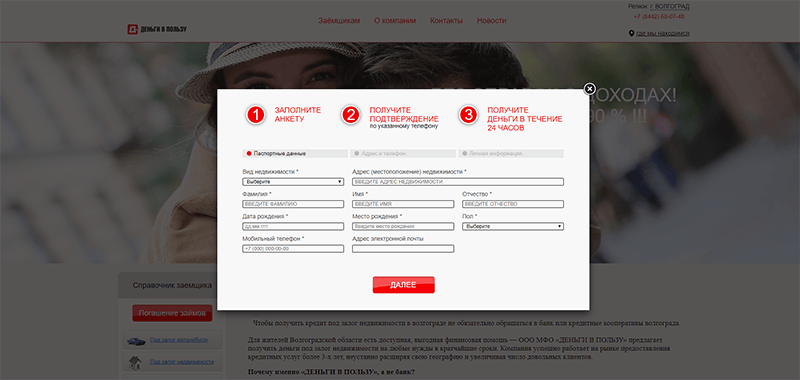 Регион: г. ВОЛГОГРАД
Заёмщикам О компании Контакты Новости
+7 (8442) 60-07-40
ДЕНЬГИ В ПОЛЬЗУ
где мы находимся
ДОХОДАХ!
90 % !!!
1 ЗАПОЛНИТЕ АНКЕТУ
2 ПОЛУЧИТЕ ПОДТВЕРЖДЕНИЕ
по указанному телефону
3 ПОЛУЧИТЕ ДЕНЬГИ В ТЕЧЕНИЕ 24 ЧАСОВ
Паспортные данные Адрес и телефон. Личная информация.
Вид недвижимости * Адрес (местоположение) недвижимости *
Выберите ВВЕДИТЕ АДРЕС НЕДВИЖИМОСТИ
Фамилия * Имя * Отчество *
ВВЕДИТЕ ФАМИЛИЮ ВВЕДИТЕ ИМЯ ВВЕДИТЕ ОТЧЕСТВО
Дата рождения * Место рождения * Пол *
дд.мм.гггг Введите место рождения Выберите
Мобильный телефон * Адрес электронной почты
+7 (000) 000-00-00
ДАЛЕЕ
Справочник заемщика
Погашение займов
Под залог автомобиля
Под залог недвижимости
Чтобы получить кредит под залог недвижимости в волгограде не обязательно обращаться в банк или кредитные кооперативы волгограда.
Для жителей Волгоградской области есть доступная, выгодная финансовая помощь — ООО МФО «ДЕНЬГИ В ПОЛЬЗУ» предлагает
получить деньги под залог недвижимости на любые нужды в кратчайшие сроки. Компания успешно работает на рынке предоставления
кредитных услуг более 3-х лет, неустанно расширяя свою географию и увеличивая число довольных клиентов.
Почему именно «ДЕНЬГИ В ПОЛЬЗУ», а не банк?